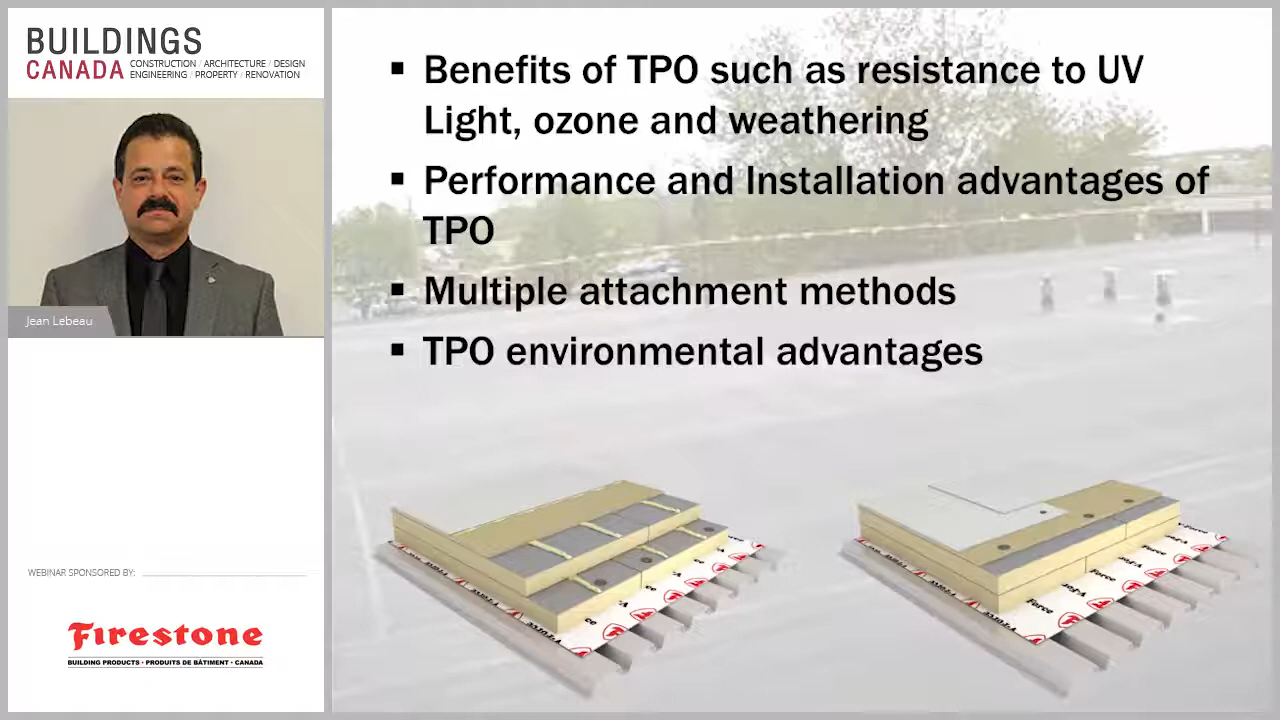 BUILDINGS
CANADA
CONSTRUCTION / ARCHITECTURE / DESIGN
ENGINEERING / PROPERTY / RENOVATION
Jean Lebeau
WEBINAR SPONSORED BY:
Firestone
BUILDING PRODUCTS • PRODUITS DE BÂTIMENT • CANADA
▪ Benefits of TPO such as resistance to UV
Light, ozone and weathering
▪ Performance and Installation advantages of
TPO
▪ Multiple attachment methods
▪ TPO environmental advantages
Force
Force